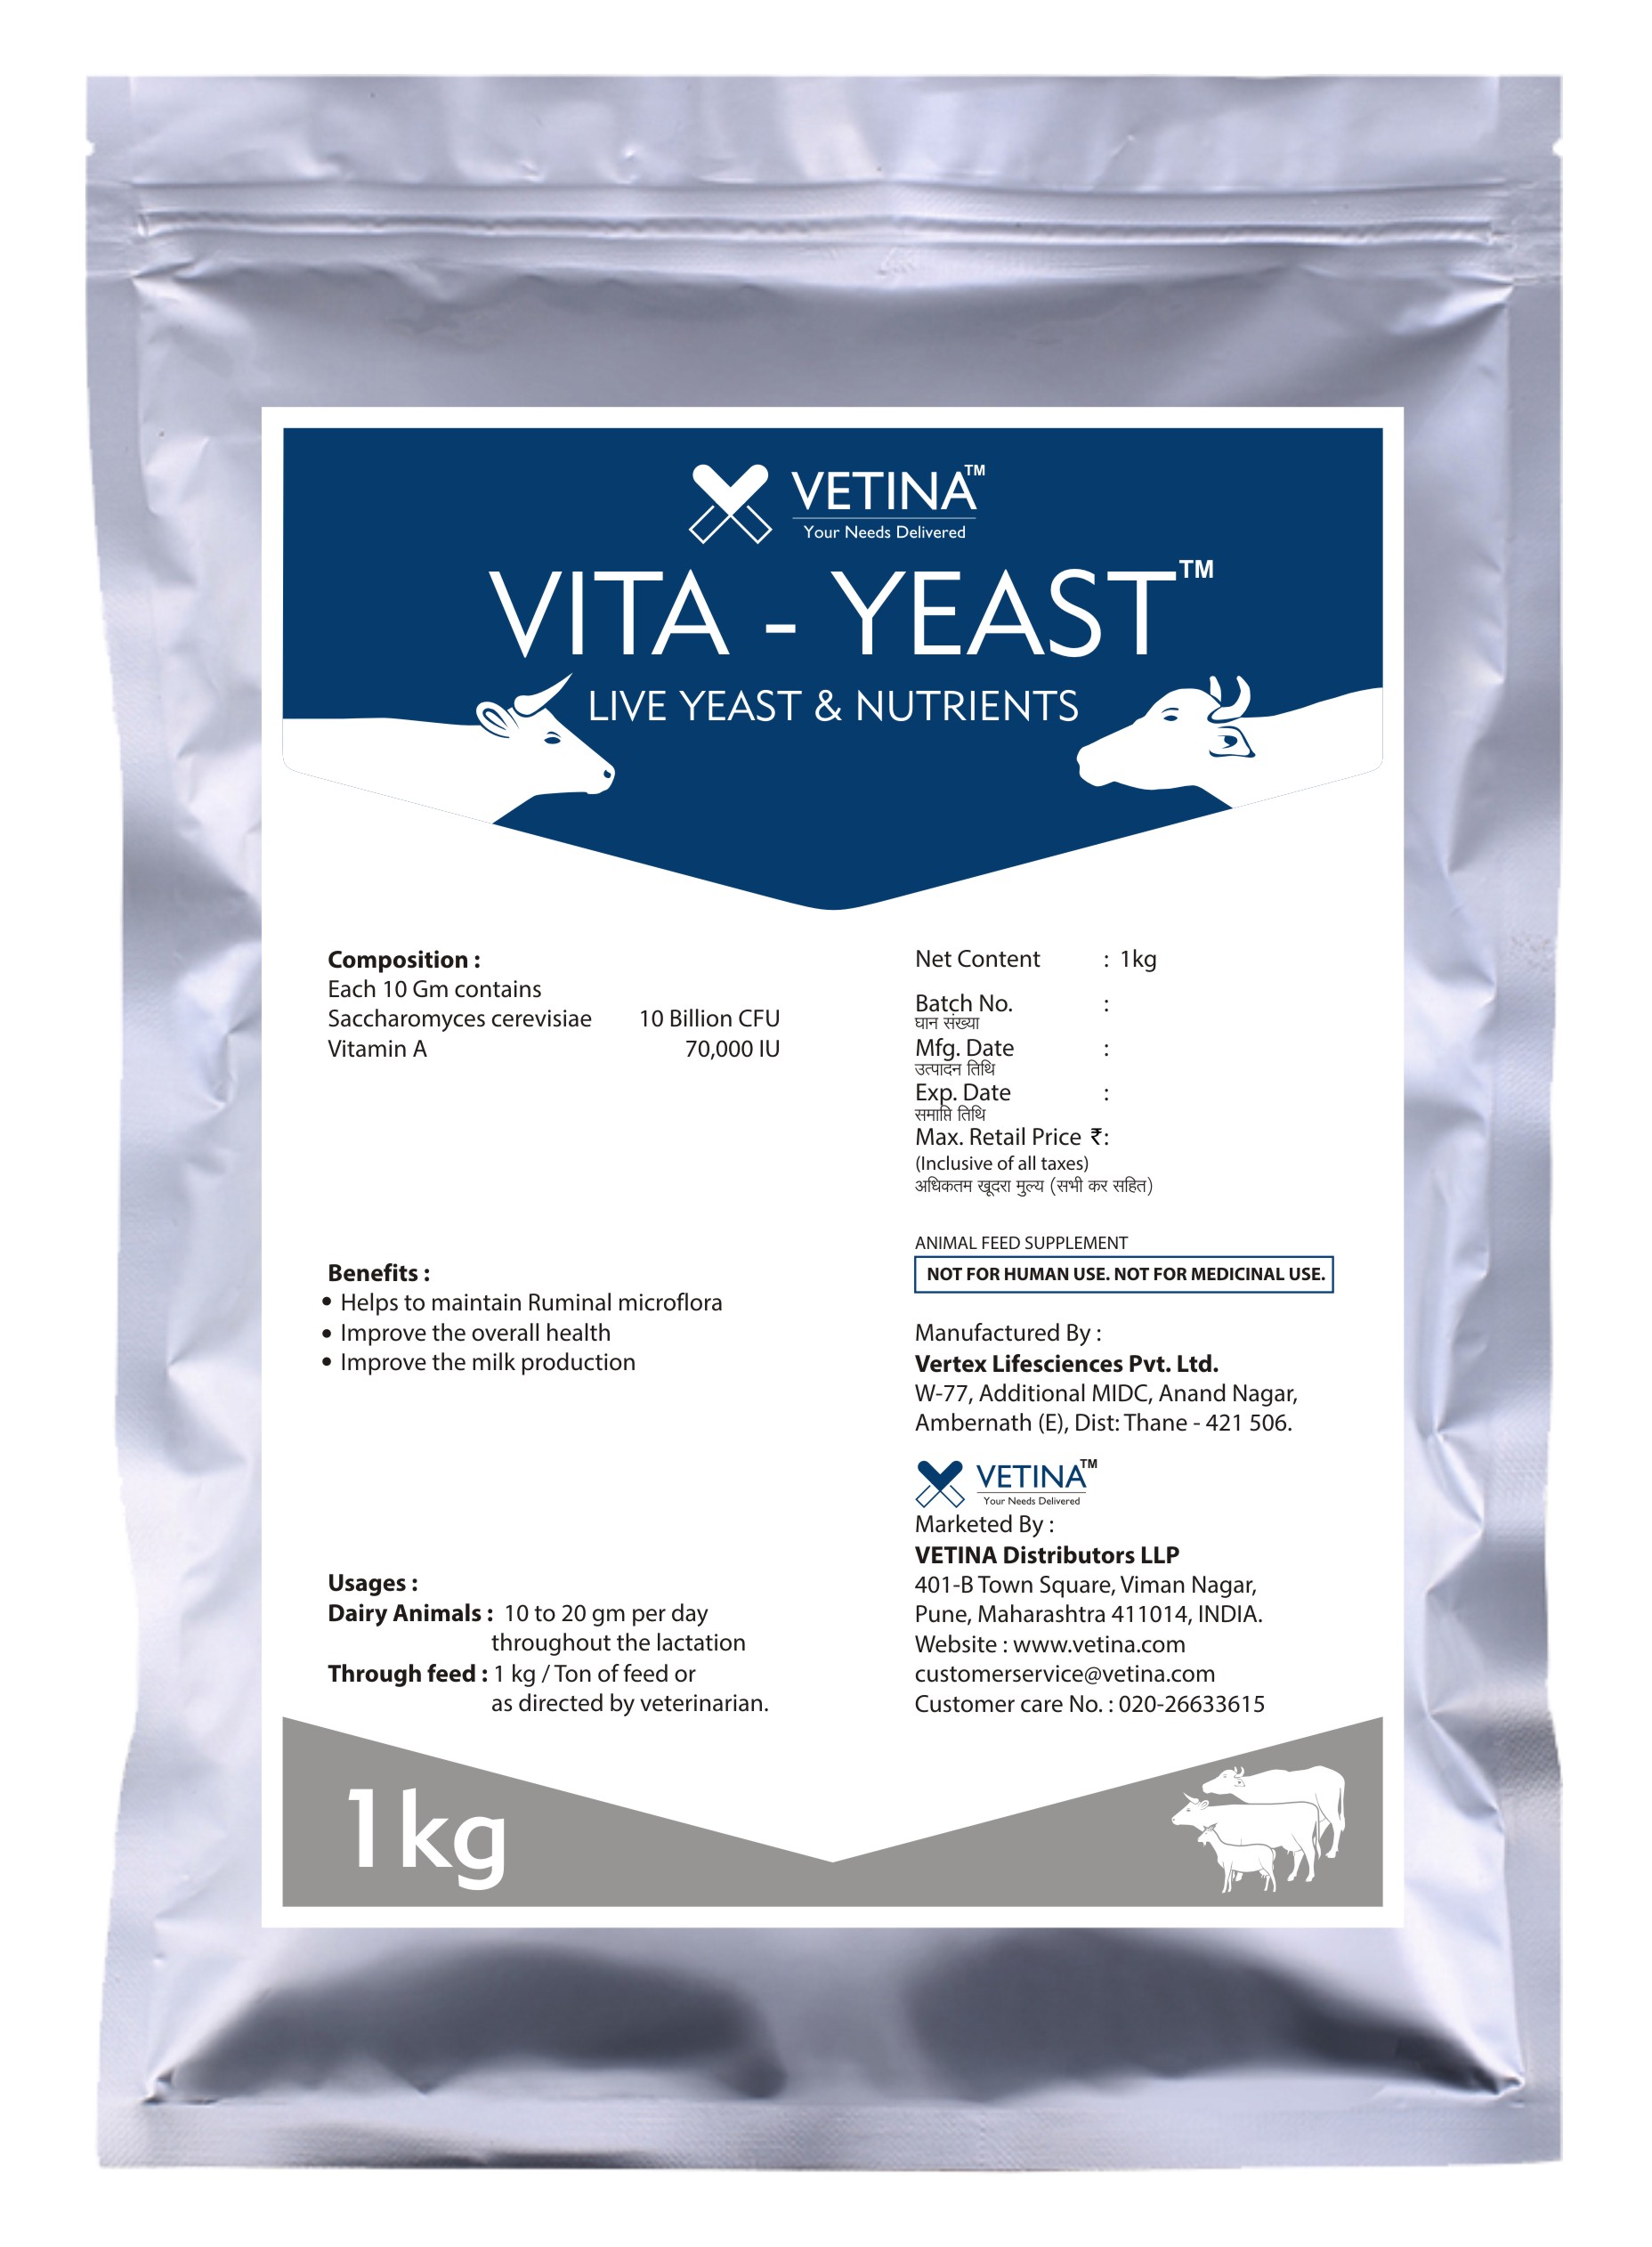 VETINA™
Your Needs Delivered
VITA - YEAST™
LIVE YEAST & NUTRIENTS
Composition :
Each 10 Gm contains
Saccharomyces cerevisiae 10 Billion CFU
Vitamin A 70,000 IU
Benefits :
• Helps to maintain Ruminal microflora
• Improve the overall health
• Improve the milk production
Usages :
Dairy Animals : 10 to 20 gm per day
throughout the lactation
Through feed : 1 kg / Ton of feed or
as directed by veterinarian.
Net Content : 1kg
Batch No. :
घान संख्या
Mfg. Date :
उत्पादन तिथि
Exp. Date :
समाप्ति तिथि
Max. Retail Price ₹:
(Inclusive of all taxes)
अधिकतम खूदरा मुल्य (सभी कर सहित)
ANIMAL FEED SUPPLEMENT
NOT FOR HUMAN USE. NOT FOR MEDICINAL USE.
Manufactured By :
Vertex Lifesciences Pvt. Ltd.
W-77, Additional MIDC, Anand Nagar,
Ambernath (E), Dist: Thane - 421 506.
VETINA™
Your Needs Delivered
Marketed By :
VETINA Distributors LLP
401-B Town Square, Viman Nagar,
Pune, Maharashtra 411014, INDIA.
Website : www.vetina.com
customerservice@vetina.com
Customer care No. : 020-26633615
1kg